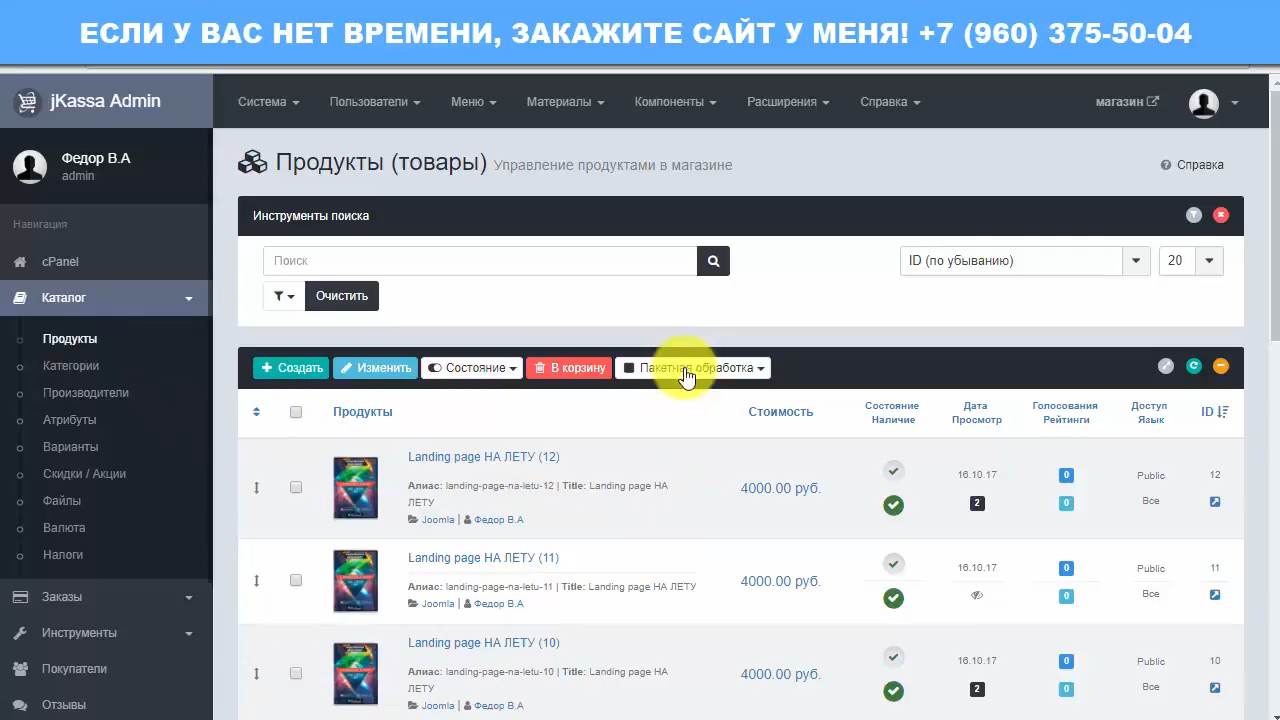 ЕСЛИ У ВАС НЕТ ВРЕМЕНИ, ЗАКАЖИТЕ САЙТ У МЕНЯ! +7 (960) 375-50-04
jKassa Admin
Система
Пользователи
Меню
Материалы
Компоненты
Расширения
Справка
магазин
Федор В.А
admin
Навигация
cPanel
Каталог
Продукты
Категории
Производители
Атрибуты
Варианты
Скидки / Акции
Файлы
Валюта
Налоги
Заказы
Инструменты
Покупатели
Отзывы
Продукты (товары) Управление продуктами в магазине
Справка
Инструменты поиска
Поиск
ID (по убыванию)
20
Очистить
Создать
Изменить
Состояние
В корзину
Пакетная обработка
Продукты
Стоимость
Состояние
Наличие
Дата
Просмотр
Голосования
Рейтинги
Доступ
Язык
ID
Landing page НА ЛЕТУ (12)
Алиас: landing-page-na-letu-12 | Title: Landing page НА
ЛЕТУ
Joomla | Федор В.А
4000.00 руб.
16.10.17
2
0
0
Public
Все
12
Landing page НА ЛЕТУ (11)
Алиас: landing-page-na-letu-11 | Title: Landing page НА ЛЕТУ
Joomla | Федор В.А
4000.00 руб.
16.10.17
0
0
Public
Все
11
Landing page НА ЛЕТУ (10)
Алиас: landing-page-na-letu-10 | Title: Landing page НА
ЛЕТУ
Joomla | Федор В.А
4000.00 руб.
16.10.17
2
0
0
Public
Все
10